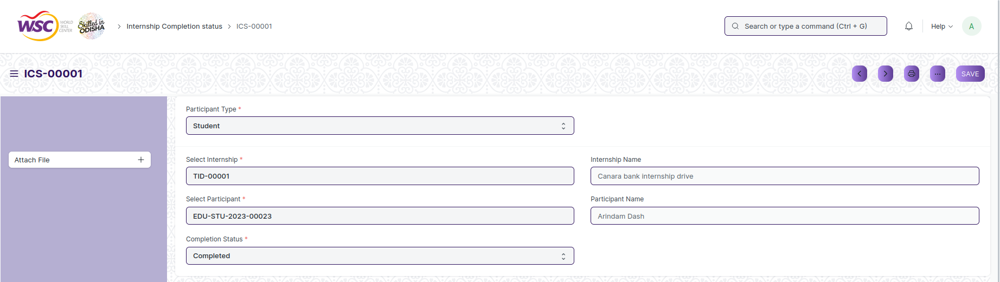 WSC WORLD SKILL CENTER Skilled in ODISHA > Internship Completion status > ICS-00001
Search or type a command (Ctrl + G)
Help
A
ICS-00001
SAVE
Attach File
Participant Type *
Student
Select Internship *
Internship Name
TID-00001
Canara bank internship drive
Select Participant *
Participant Name
EDU-STU-2023-00023
Arindam Dash
Completion Status *
Completed